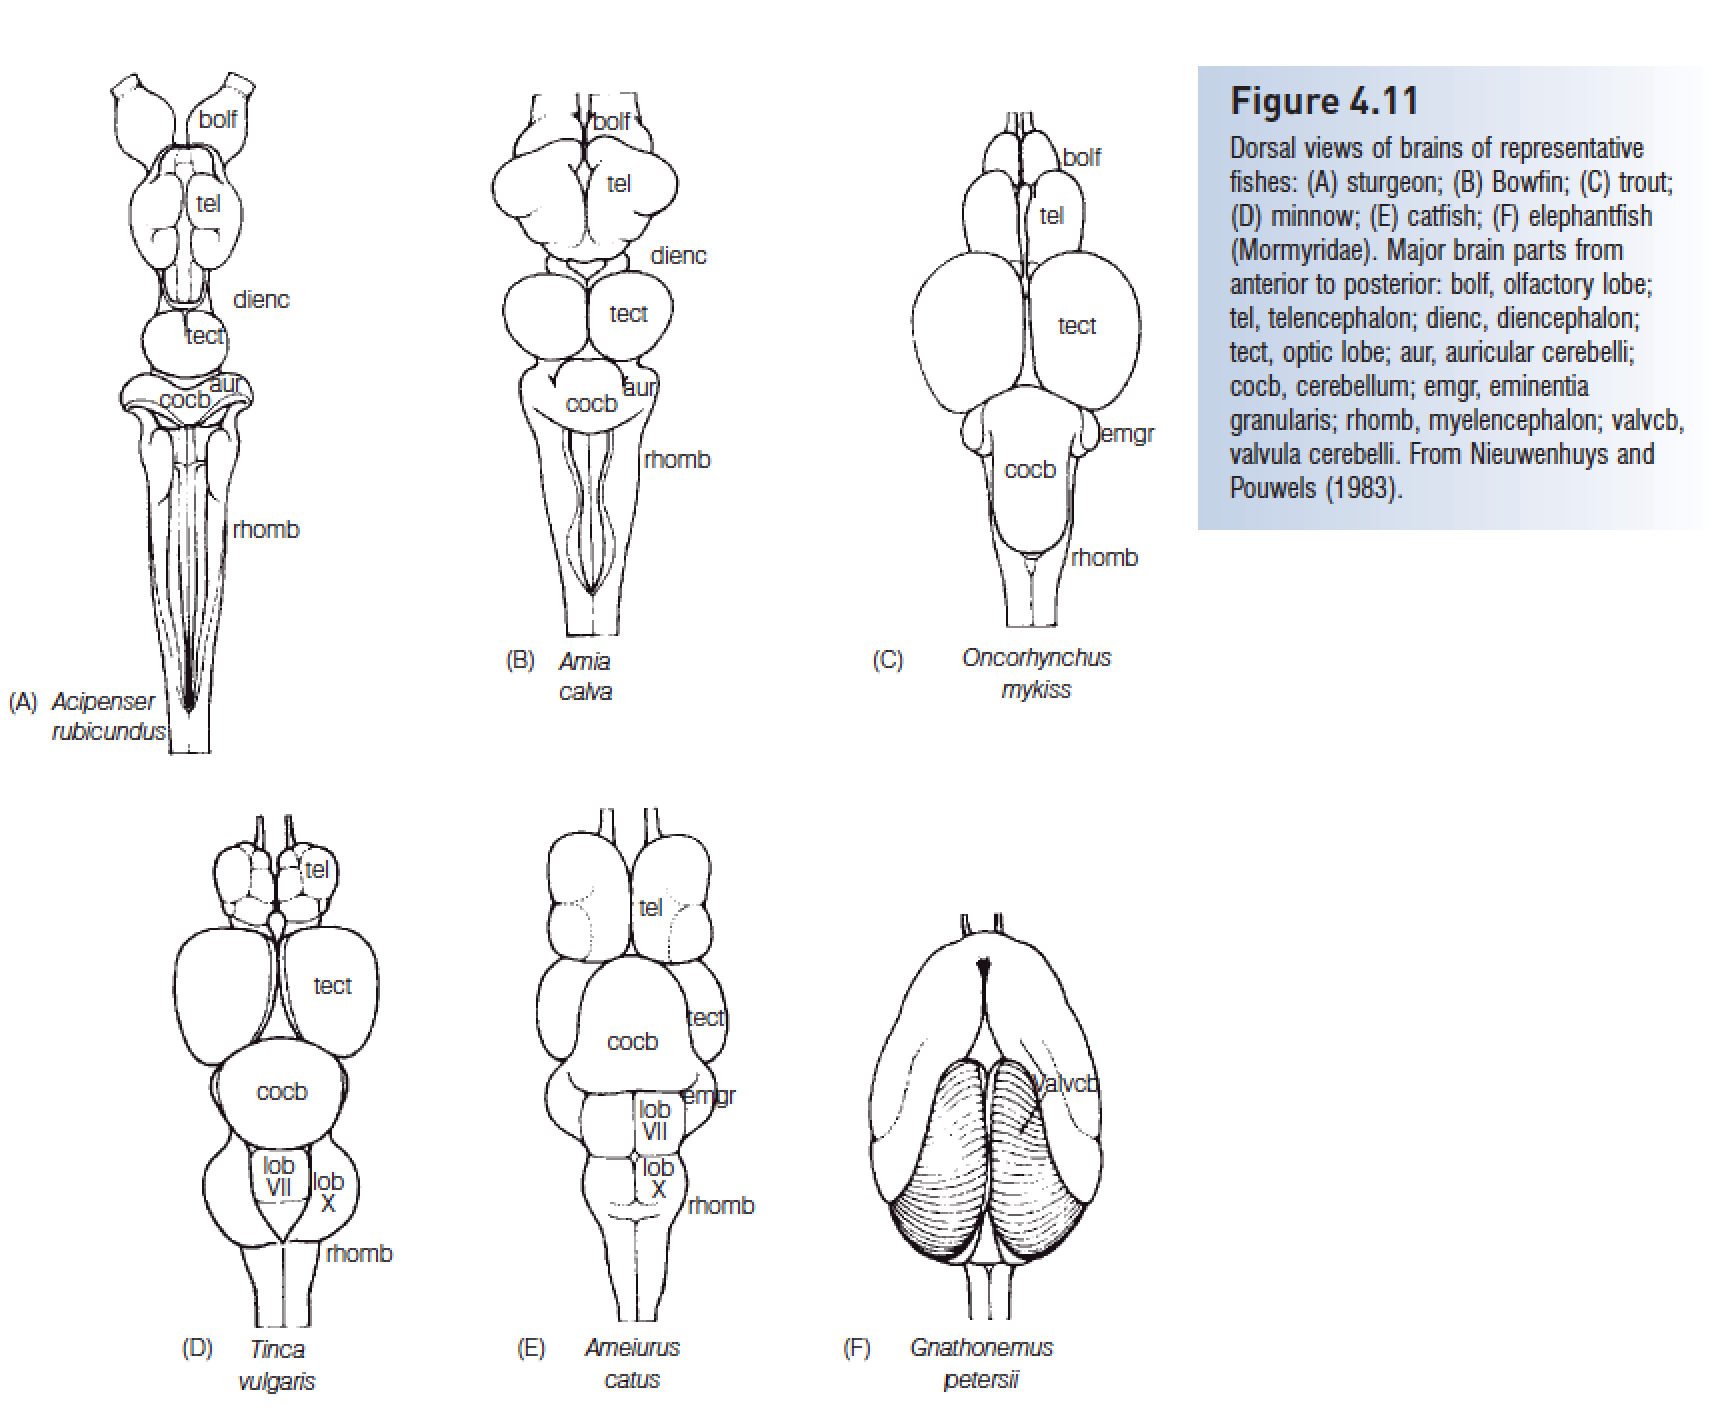 Figure 4.11
Dorsal views of brains of representative
fishes: (A) sturgeon; (B) Bowfin; (C) trout;
(D) minnow; (E) catfish; (F) elephantfish
(Mormyridae). Major brain parts from
anterior to posterior: bolf, olfactory lobe;
tel, telencephalon; dienc, diencephalon;
tect, optic lobe; aur, auricular cerebelli;
cocb, cerebellum; emgr, eminentia
granularis; rhomb, myelencephalon; valvcb,
valvula cerebelli. From Nieuwenhuys and
Pouwels (1983).
bolf
tel
dienc
tect
aur
cocb
rhomb
(A) Acipenser
rubicundus
bolf
tel
dienc
tect
aur
cocb
rhomb
(B) Amia
calva
bolf
tel
tect
emgr
cocb
rhomb
(C) Oncorhynchus
mykiss
tel
tect
cocb
lob
VII
lob
X
rhomb
(D) Tinca
vulgaris
tel
tect
cocb
emgr
lob
VII
lob
X
rhomb
(E) Ameiurus
catus
Valvcb
(F) Gnathonemus
petersii